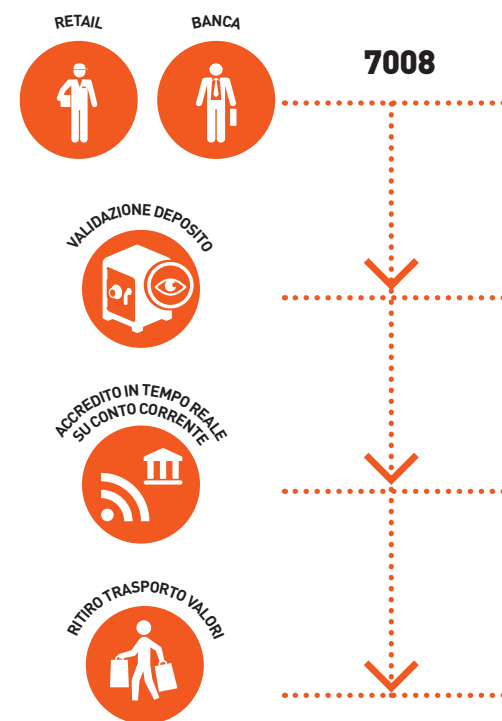 RETAIL
BANCA
7008
VALIDAZIONE DEPOSITO
ACCREDITO IN TEMPO REALE
SU CONTO CORRENTE
RITIRO TRASPORTO VALORI